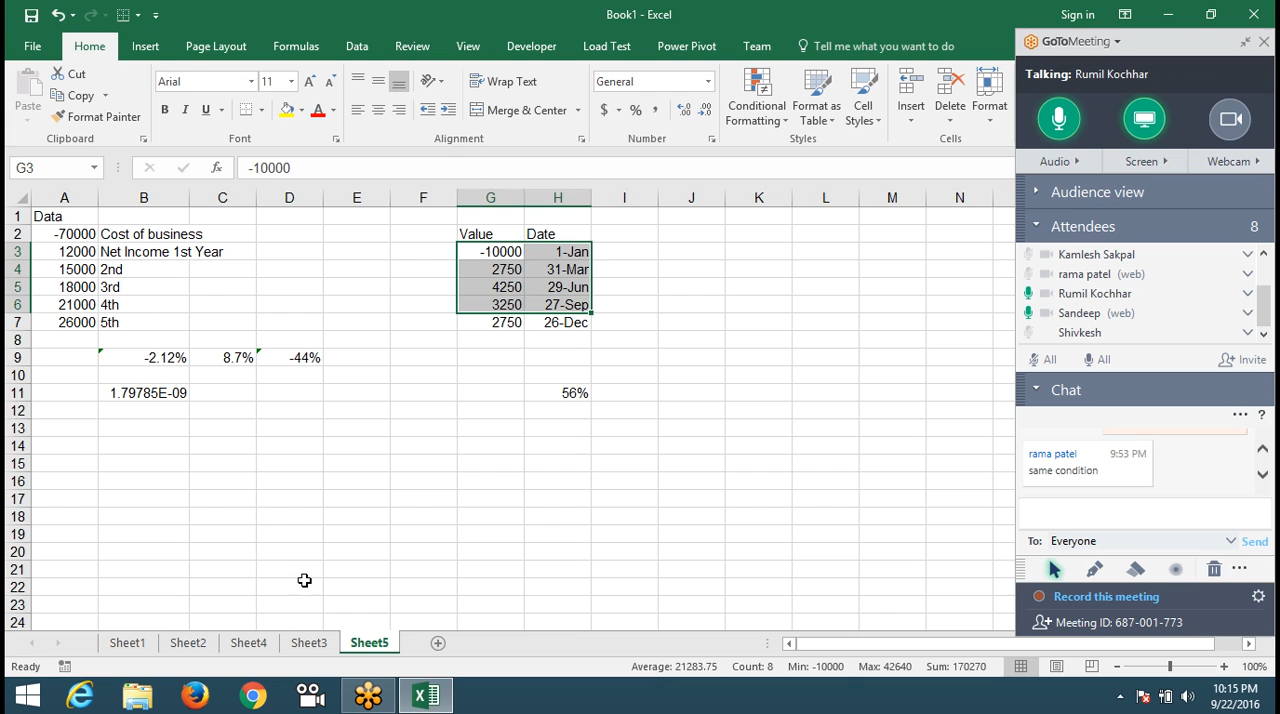 Book1 - Excel
Sign in
File Home Insert Page Layout Formulas Data Review View Developer Load Test Power Pivot Team Tell me what you want to do
Paste
Cut
Copy
Format Painter
Clipboard
Arial 11
B I U
Font
Wrap Text
Merge & Center
Alignment
General
$ % ,
Number
Conditional Formatting
Format as Table
Cell Styles
Styles
Insert Delete Format
Cells
G3 fx -10000
A B C D E F G H I J K L M N
1 Data
2 -70000 Cost of business Value Date
3 12000 Net Income 1st Year -10000 1-Jan
4 15000 2nd 2750 31-Mar
5 18000 3rd 4250 29-Jun
6 21000 4th 3250 27-Sep
7 26000 5th 2750 26-Dec
8
9 -2.12% 8.7% -44%
10
11 1.79785E-09 56%
12
13
14
15
16
17
18
19
20
21
22
23
24
Sheet1 Sheet2 Sheet4 Sheet3 Sheet5
Ready Average: 21283.75 Count: 8 Min: -10000 Max: 42640 Sum: 170270 100%
GoToMeeting
Talking: Rumil Kochhar
Audio Screen Webcam
Audience view
Attendees 8
Kamlesh Sakpal
rama patel (web)
Rumil Kochhar
Sandeep (web)
Shivkesh
All All Invite
Chat
rama patel 9:53 PM
same condition
To: Everyone Send
Record this meeting
Meeting ID: 687-001-773
10:15 PM
9/22/2016